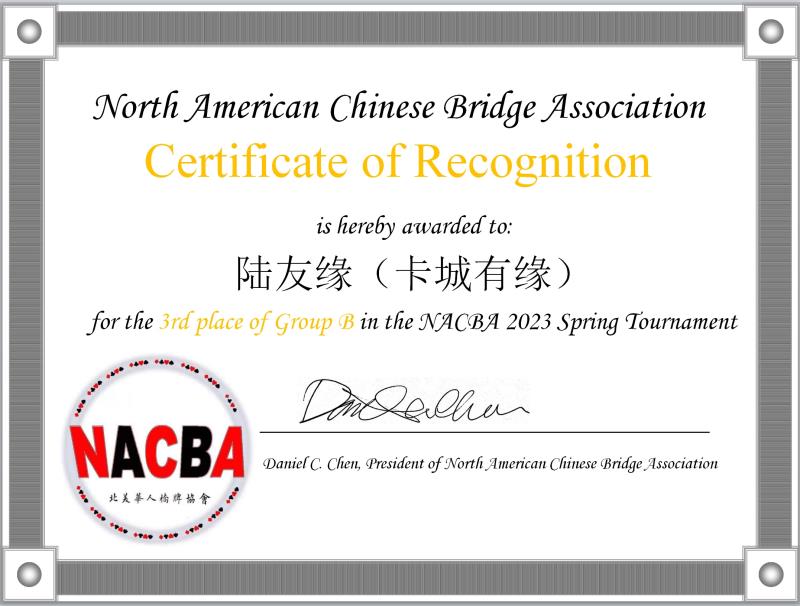 North American Chinese Bridge Association
Certificate of Recognition
is hereby awarded to:
陆友缘（卡城有缘）
for the 3rd place of Group B in the NACBA 2023 Spring Tournament
NACBA
北美華人橋牌協會
Daniel C. Chen, President of North American Chinese Bridge Association